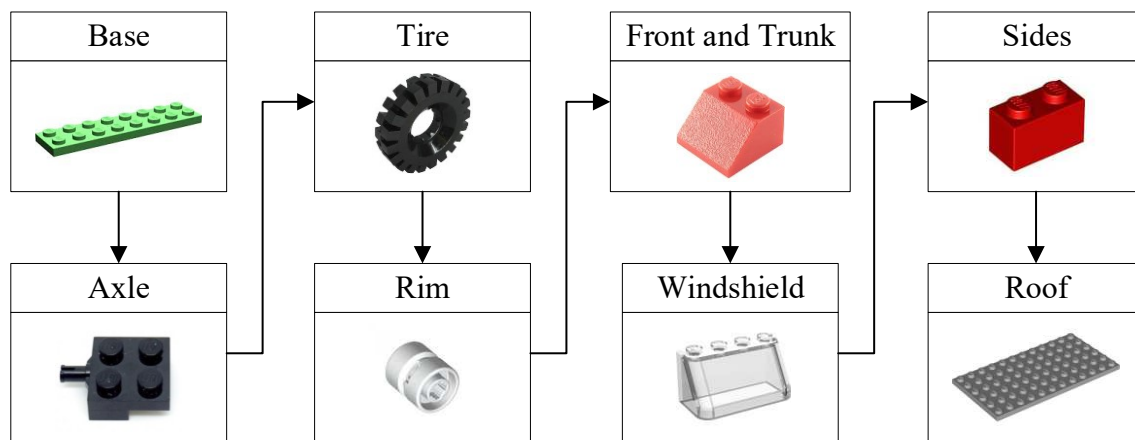 Base
Tire
Front and Trunk
Sides
Axle
Rim
Windshield
Roof